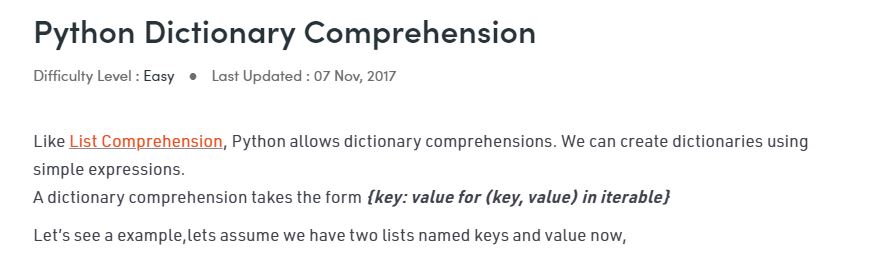 Python Dictionary Comprehension
Difficulty Level : Easy ● Last Updated : 07 Nov, 2017
Like List Comprehension, Python allows dictionary comprehensions. We can create dictionaries using
simple expressions.
A dictionary comprehension takes the form {key: value for (key, value) in iterable}
Let’s see a example,lets assume we have two lists named keys and value now,